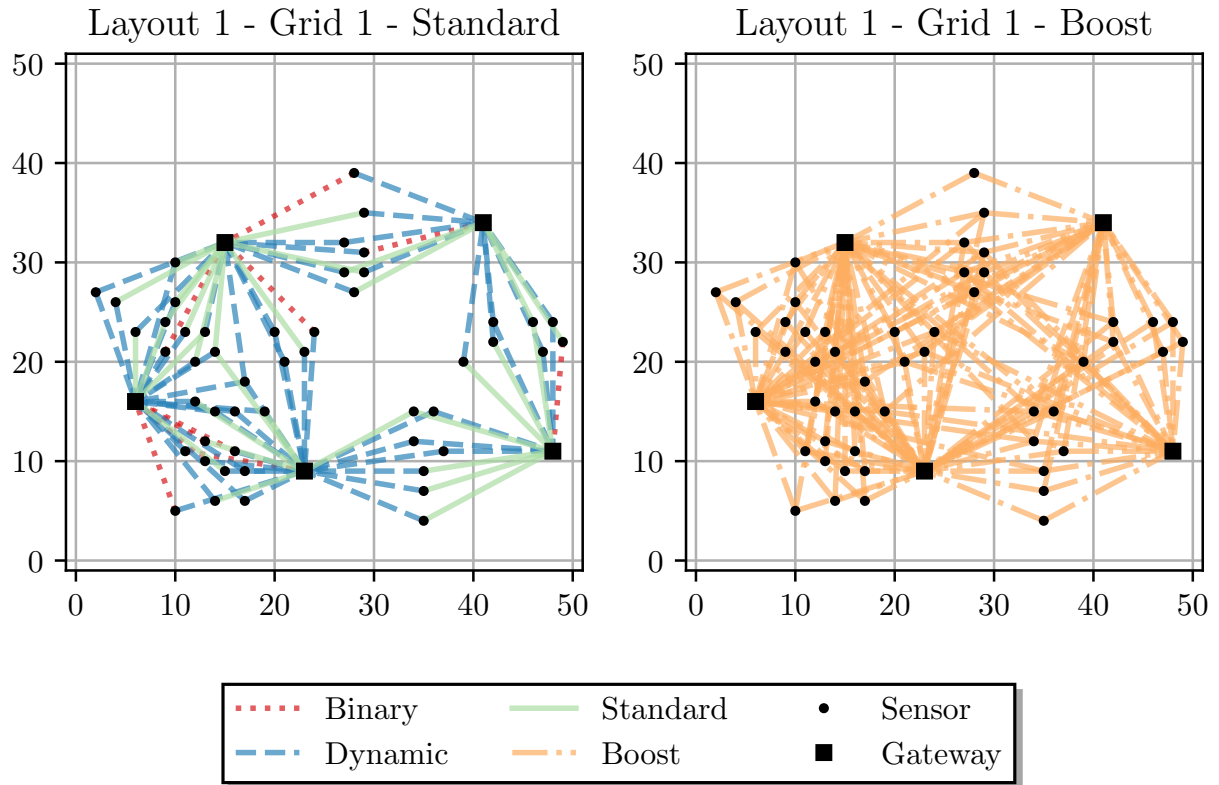 Layout 1 - Grid 1 - Standard
50
40
30
20
10
0
0 10 20 30 40 50
Layout 1 - Grid 1 - Boost
50
40
30
20
10
0
0 10 20 30 40 50
Binary Standard Sensor
Dynamic Boost Gateway